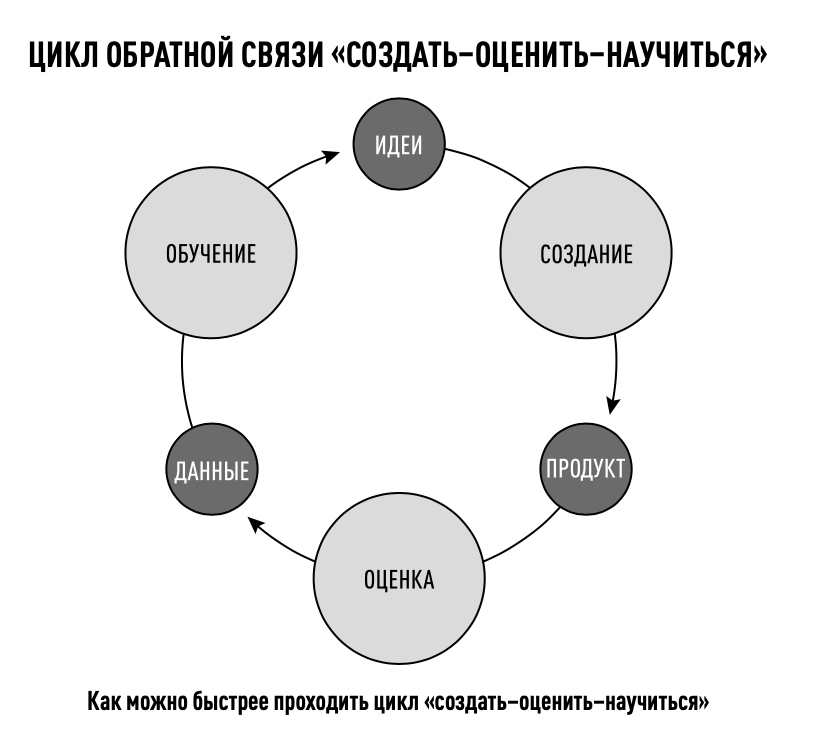 ЦИКЛ ОБРАТНОЙ СВЯЗИ «СОЗДАТЬ–ОЦЕНИТЬ–НАУЧИТЬСЯ»
ИДЕИ
ОБУЧЕНИЕ
СОЗДАНИЕ
ДАННЫЕ
ПРОДУКТ
ОЦЕНКА
Как можно быстрее проходить цикл «создать–оценить–научиться»